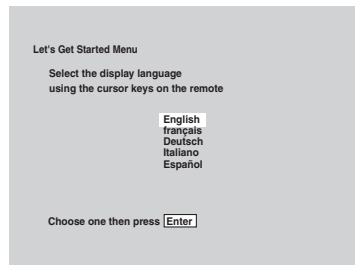 Let's Get Started Menu
Select the display language
using the cursor keys on the remote
English
français
Deutsch
Italiano
Español
Choose one then press Enter